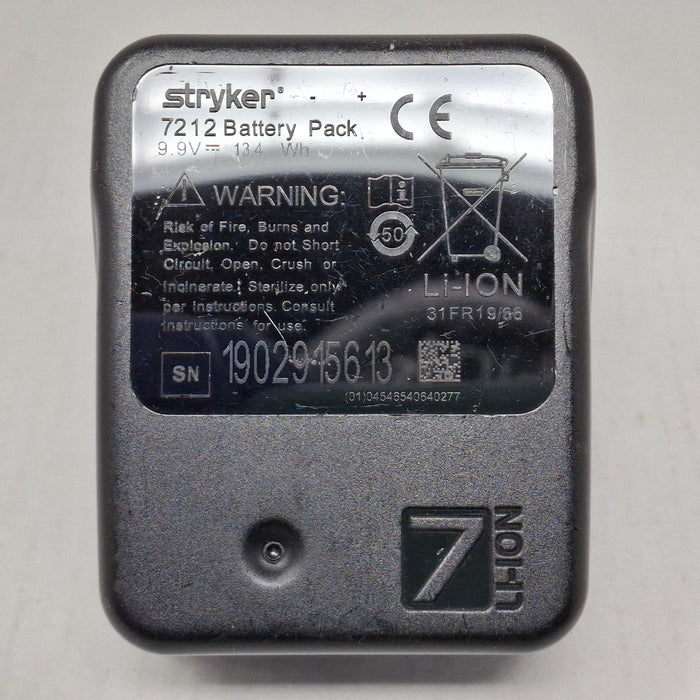 stryker® - +
7212 Battery Pack
9.9V 13.4 Wh
CE
WARNING:
Risk of Fire, Burns and
Explosion. Do not Short
Circuit, Open, Crush or
Incinerate. Sterilize only
per Instructions. Consult
instructions for use.
i
50
Li-ION
31FR19/66
SN 1902915613
(01)04546540640277
7 LI-ION